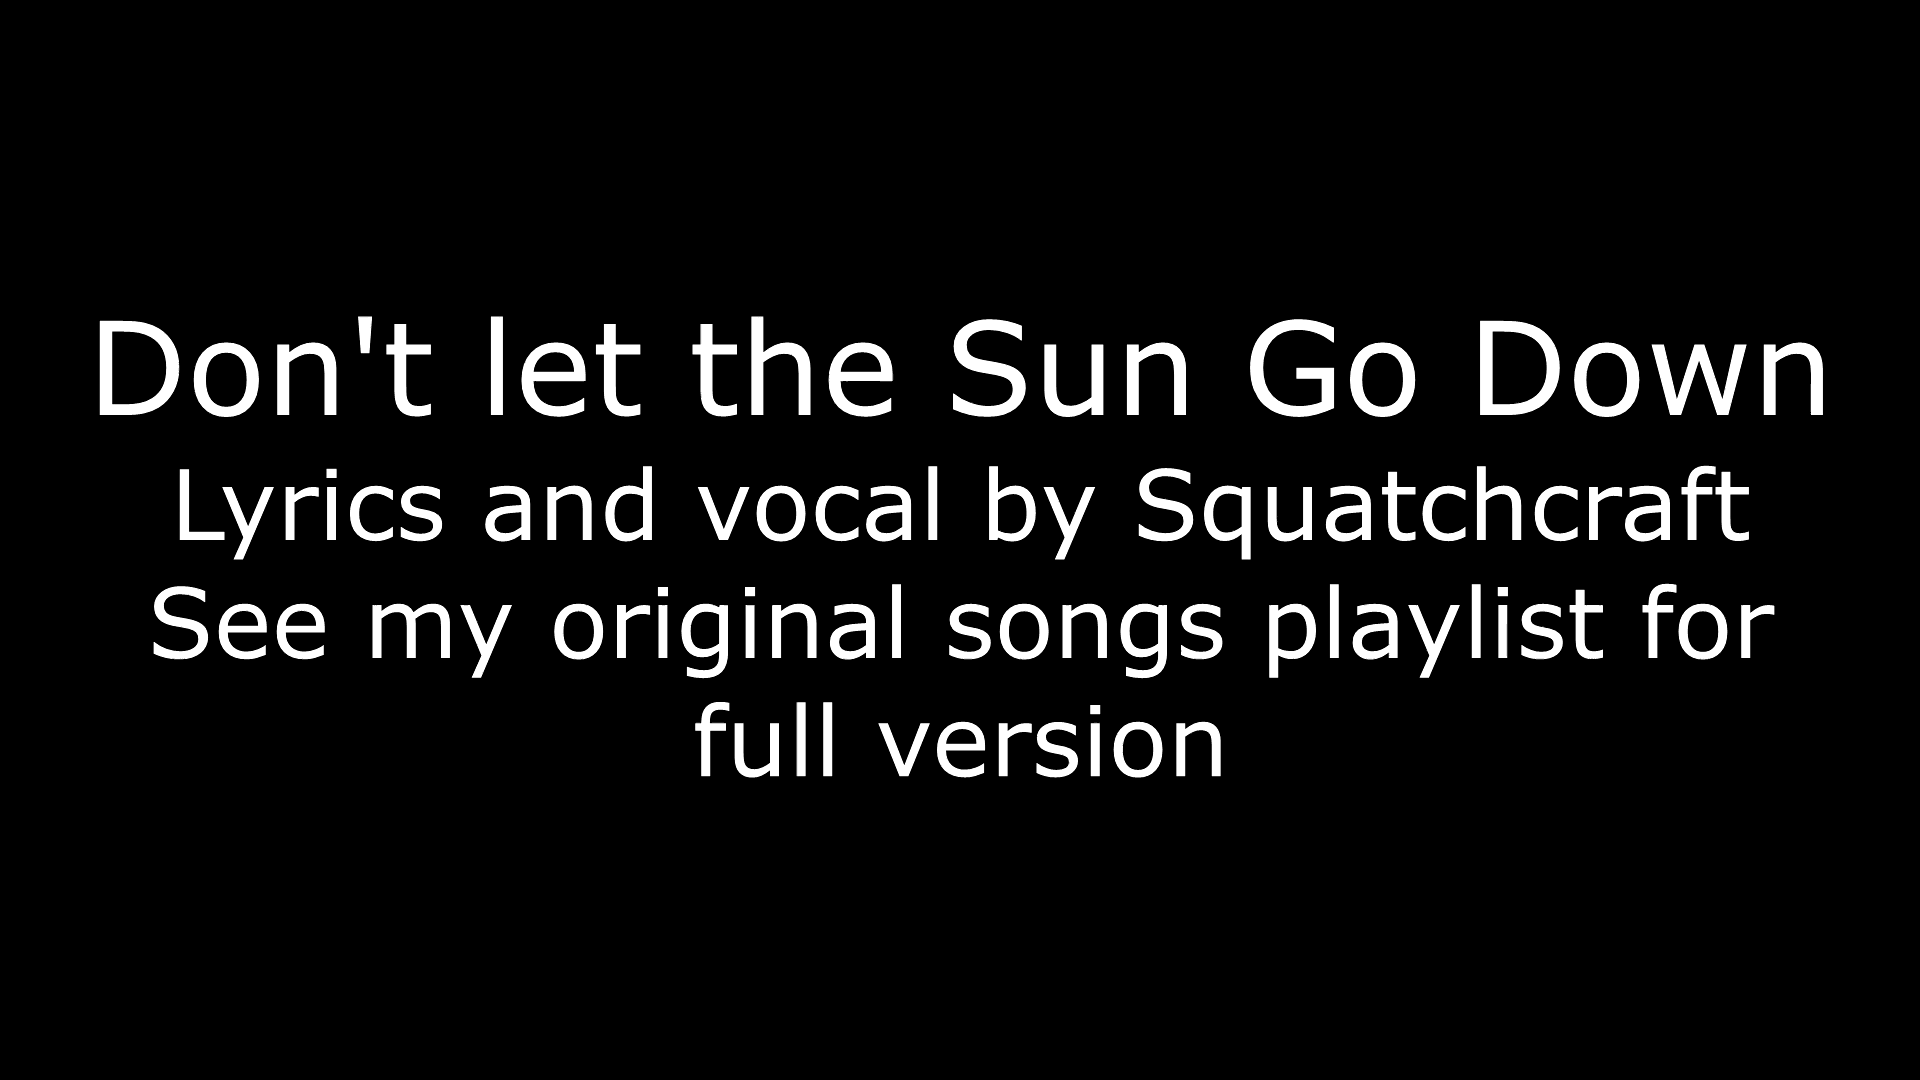 Don't let the Sun Go Down
Lyrics and vocal by Squatchcraft
See my original songs playlist for
full version